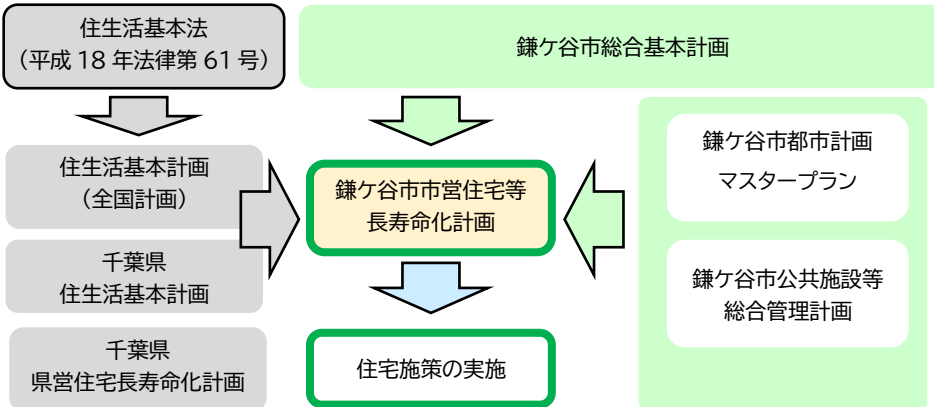 住生活基本法
（平成 18 年法律第 61 号）
鎌ケ谷市総合基本計画
住生活基本計画
（全国計画）
千葉県
住生活基本計画
千葉県
県営住宅長寿命化計画
鎌ケ谷市市営住宅等
長寿命化計画
住宅施策の実施
鎌ケ谷市都市計画
マスタープラン
鎌ケ谷市公共施設等
総合管理計画